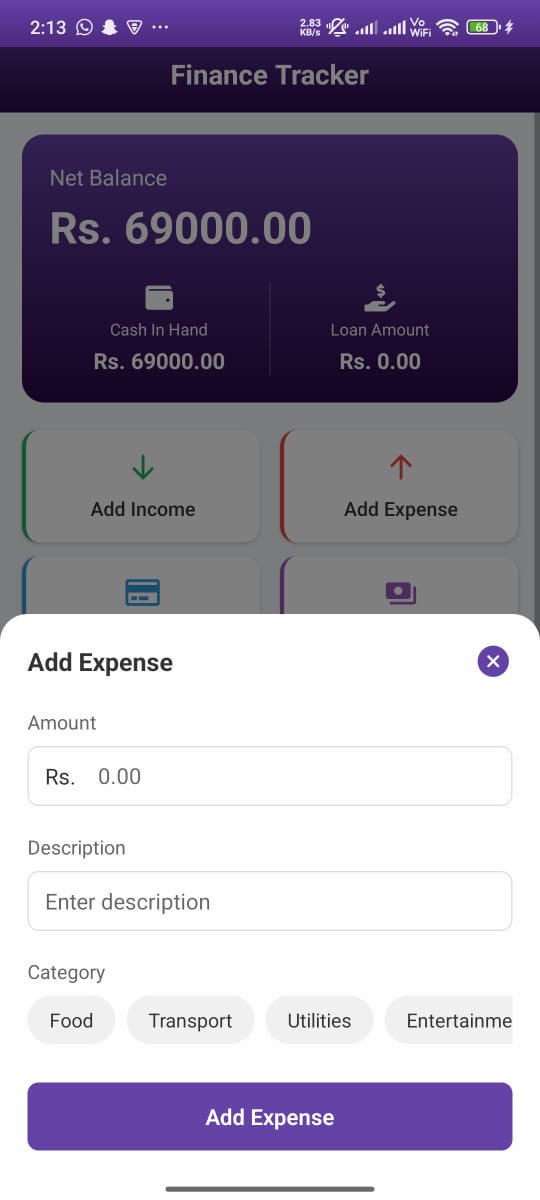 2:13 2.83 KB/s Vo WiFi 68
Finance Tracker
Net Balance
Rs. 69000.00
Cash In Hand Loan Amount
Rs. 69000.00 Rs. 0.00
Add Income Add Expense
Add Expense
Amount
Rs. 0.00
Description
Enter description
Category
Food Transport Utilities Entertainme
Add Expense